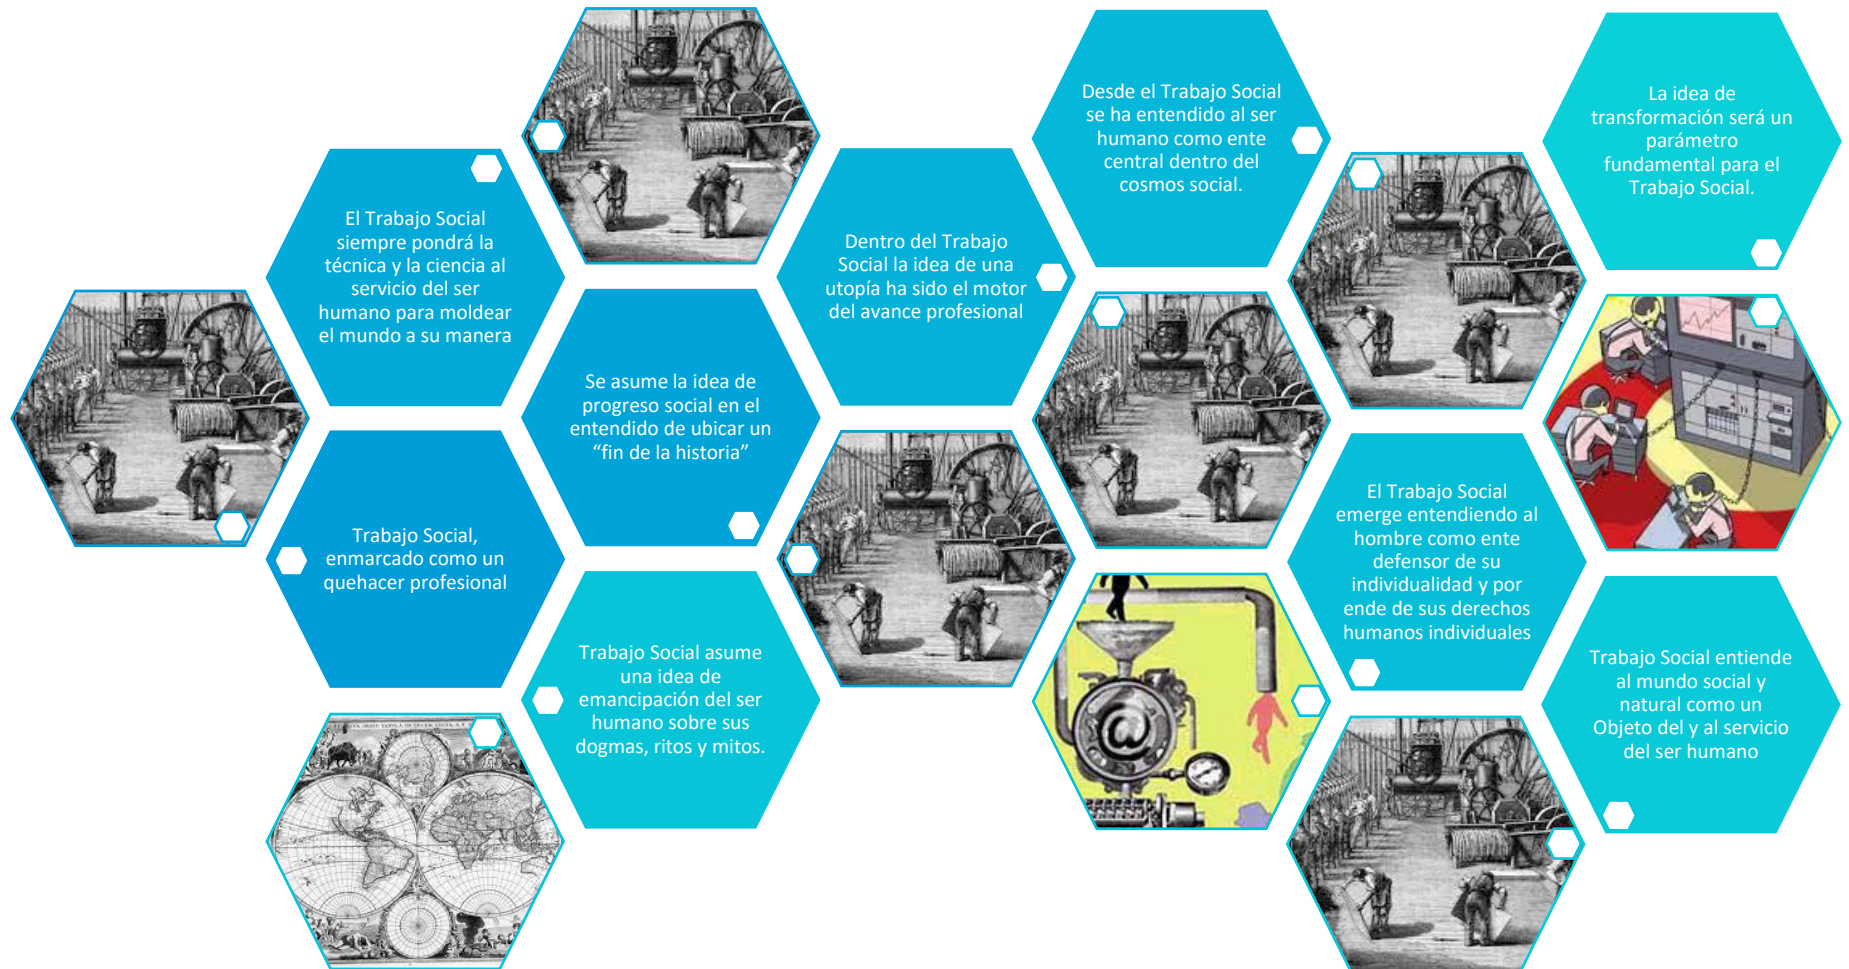 El Trabajo Social
siempre pondrá la
técnica y la ciencia al
servicio del ser
humano para moldear
el mundo a su manera
Trabajo Social,
enmarcado como un
quehacer profesional
Se asume la idea de
progreso social en el
entendido de ubicar un
“fin de la historia”
Trabajo Social asume
una idea de
emancipación del ser
humano sobre sus
dogmas, ritos y mitos.
Dentro del Trabajo
Social la idea de una
utopía ha sido el motor
del avance profesional
Desde el Trabajo Social
se ha entendido al ser
humano como ente
central dentro del
cosmos social.
El Trabajo Social
emerge entendiendo al
hombre como ente
defensor de su
individualidad y por
ende de sus derechos
humanos individuales
La idea de
transformación será un
parámetro
fundamental para el
Trabajo Social.
Trabajo Social entiende
al mundo social y
natural como un
Objeto del y al servicio
del ser humano